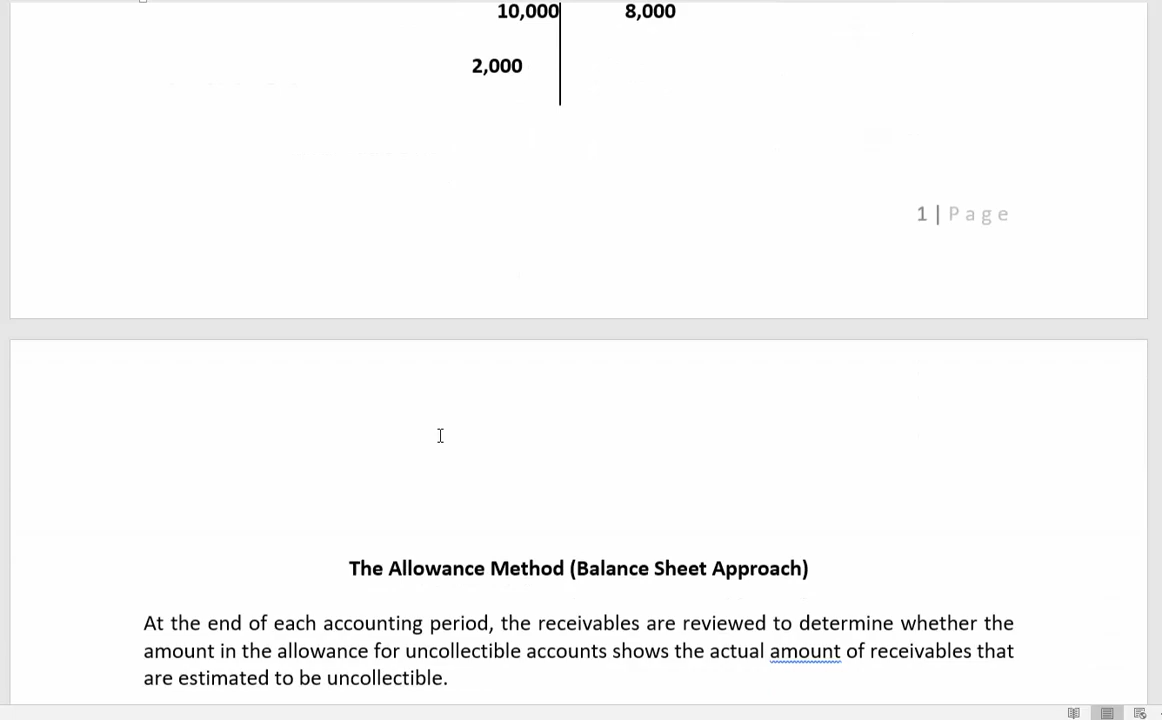 10,000 8,000
2,000
1 | Page
The Allowance Method (Balance Sheet Approach)
At the end of each accounting period, the receivables are reviewed to determine whether the
amount in the allowance for uncollectible accounts shows the actual amount of receivables that
are estimated to be uncollectible.